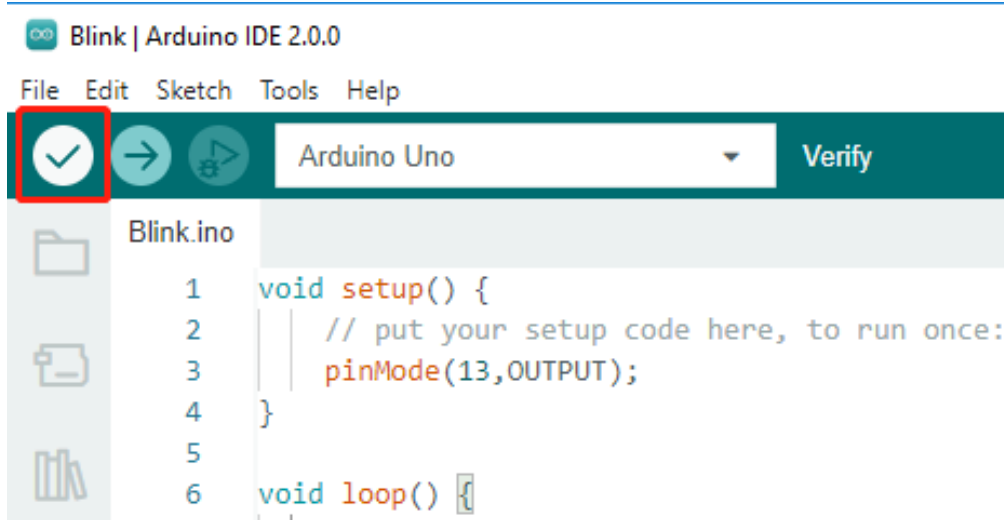 Blink | Arduino IDE 2.0.0
File Edit Sketch Tools Help
Arduino Uno Verify
Blink.ino
1 void setup() {
2 // put your setup code here, to run once:
3 pinMode(13,OUTPUT);
4 }
5
6 void loop() {